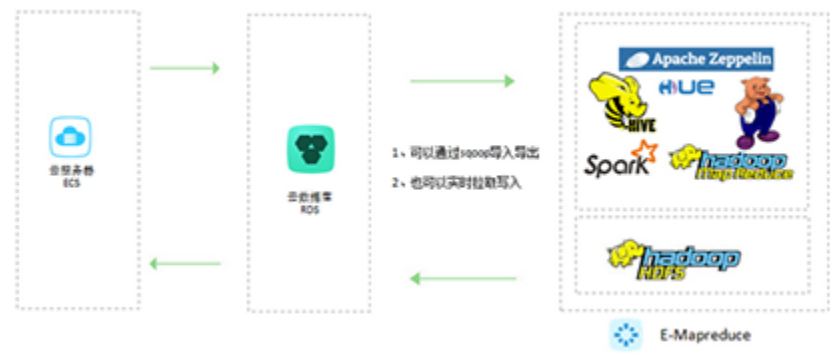 云服务器
ECS
云数据库
RDS
1、可以通过sqoop导入导出
2、也可以实时拉取写入
Apache Zeppelin
HUE
HIVE
Spark
hadoop
Map Reduce
hadoop
HDFS
E-Mapreduce